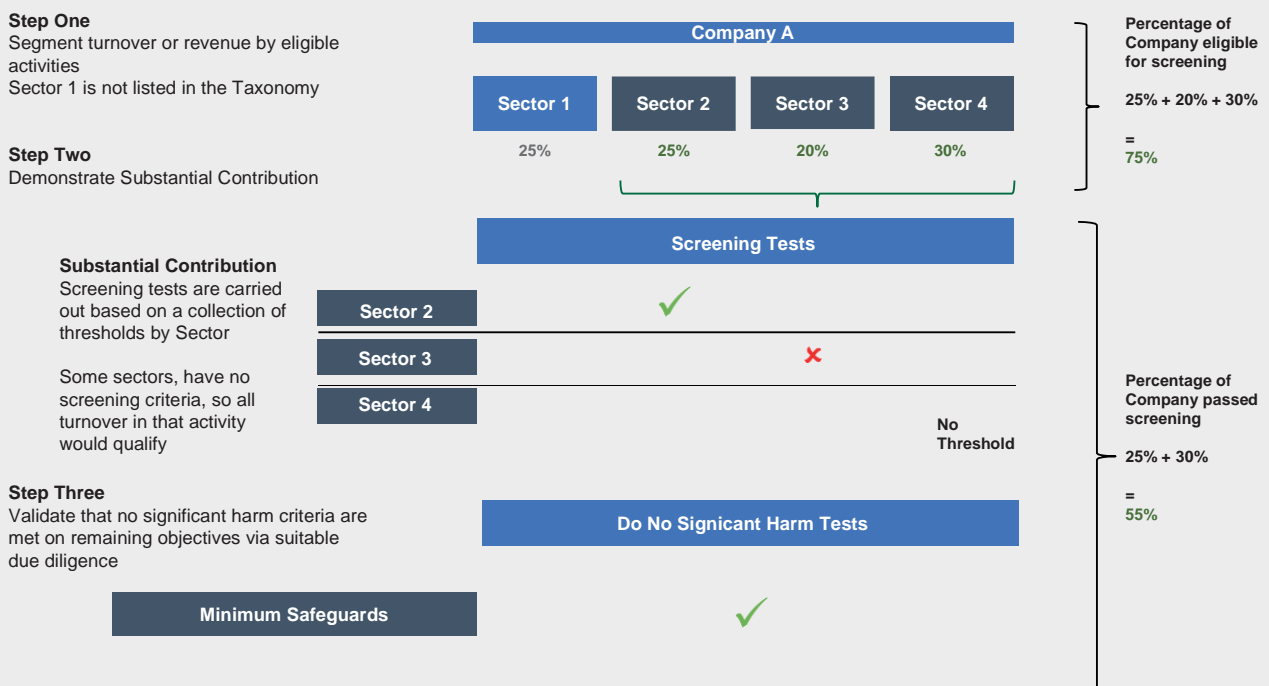 Step One
Segment turnover or revenue by eligible
activities
Sector 1 is not listed in the Taxonomy
Company A
Sector 1
Sector 2
Sector 3
Sector 4
25%
25%
20%
30%
Percentage of
Company eligible
for screening
25% + 20% + 30%
=
75%
Step Two
Demonstrate Substantial Contribution
Screening Tests
Substantial Contribution
Screening tests are carried
out based on a collection of
thresholds by Sector
Some sectors, have no
screening criteria, so all
turnover in that activity
would qualify
Sector 2
Sector 3
Sector 4
No
Threshold
Percentage of
Company passed
screening
25% + 30%
=
55%
Step Three
Validate that no significant harm criteria are
met on remaining objectives via suitable
due diligence
Do No Signicant Harm Tests
Minimum Safeguards